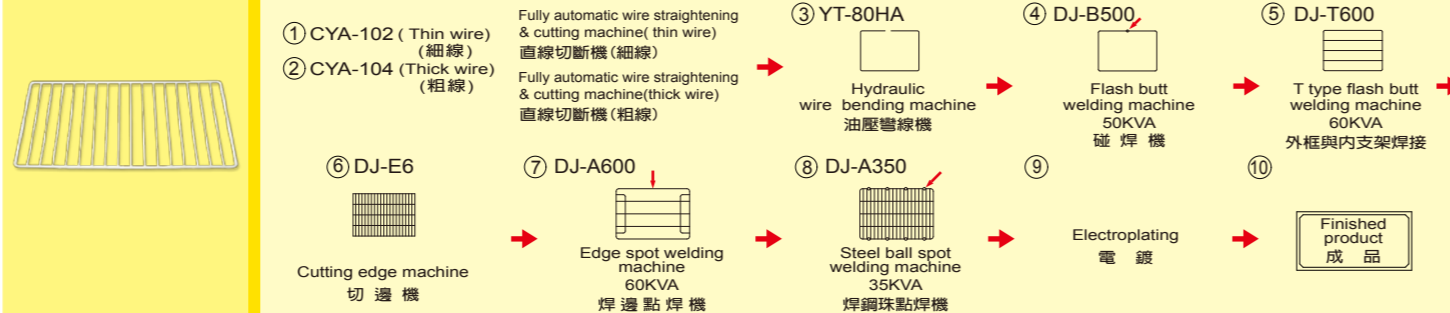 ① CYA-102 ( Thin wire)
(細線)
② CYA-104 (Thick wire)
(粗線)
Fully automatic wire straightening
& cutting machine( thin wire)
直線切斷機(細線)
Fully automatic wire straightening
& cutting machine(thick wire)
直線切斷機(粗線)
③ YT-80HA
Hydraulic
wire bending machine
油壓彎線機
④ DJ-B500
Flash butt
welding machine
50KVA
碰焊機
⑤ DJ-T600
T type flash butt
welding machine
60KVA
外框與內支架焊接
⑥ DJ-E6
Cutting edge machine
切邊機
⑦ DJ-A600
Edge spot welding
machine
60KVA
焊邊點焊機
⑧ DJ-A350
Steel ball spot
welding machine
35KVA
焊鋼珠點焊機
⑨
Electroplating
電鍍
⑩
Finished
product
成品